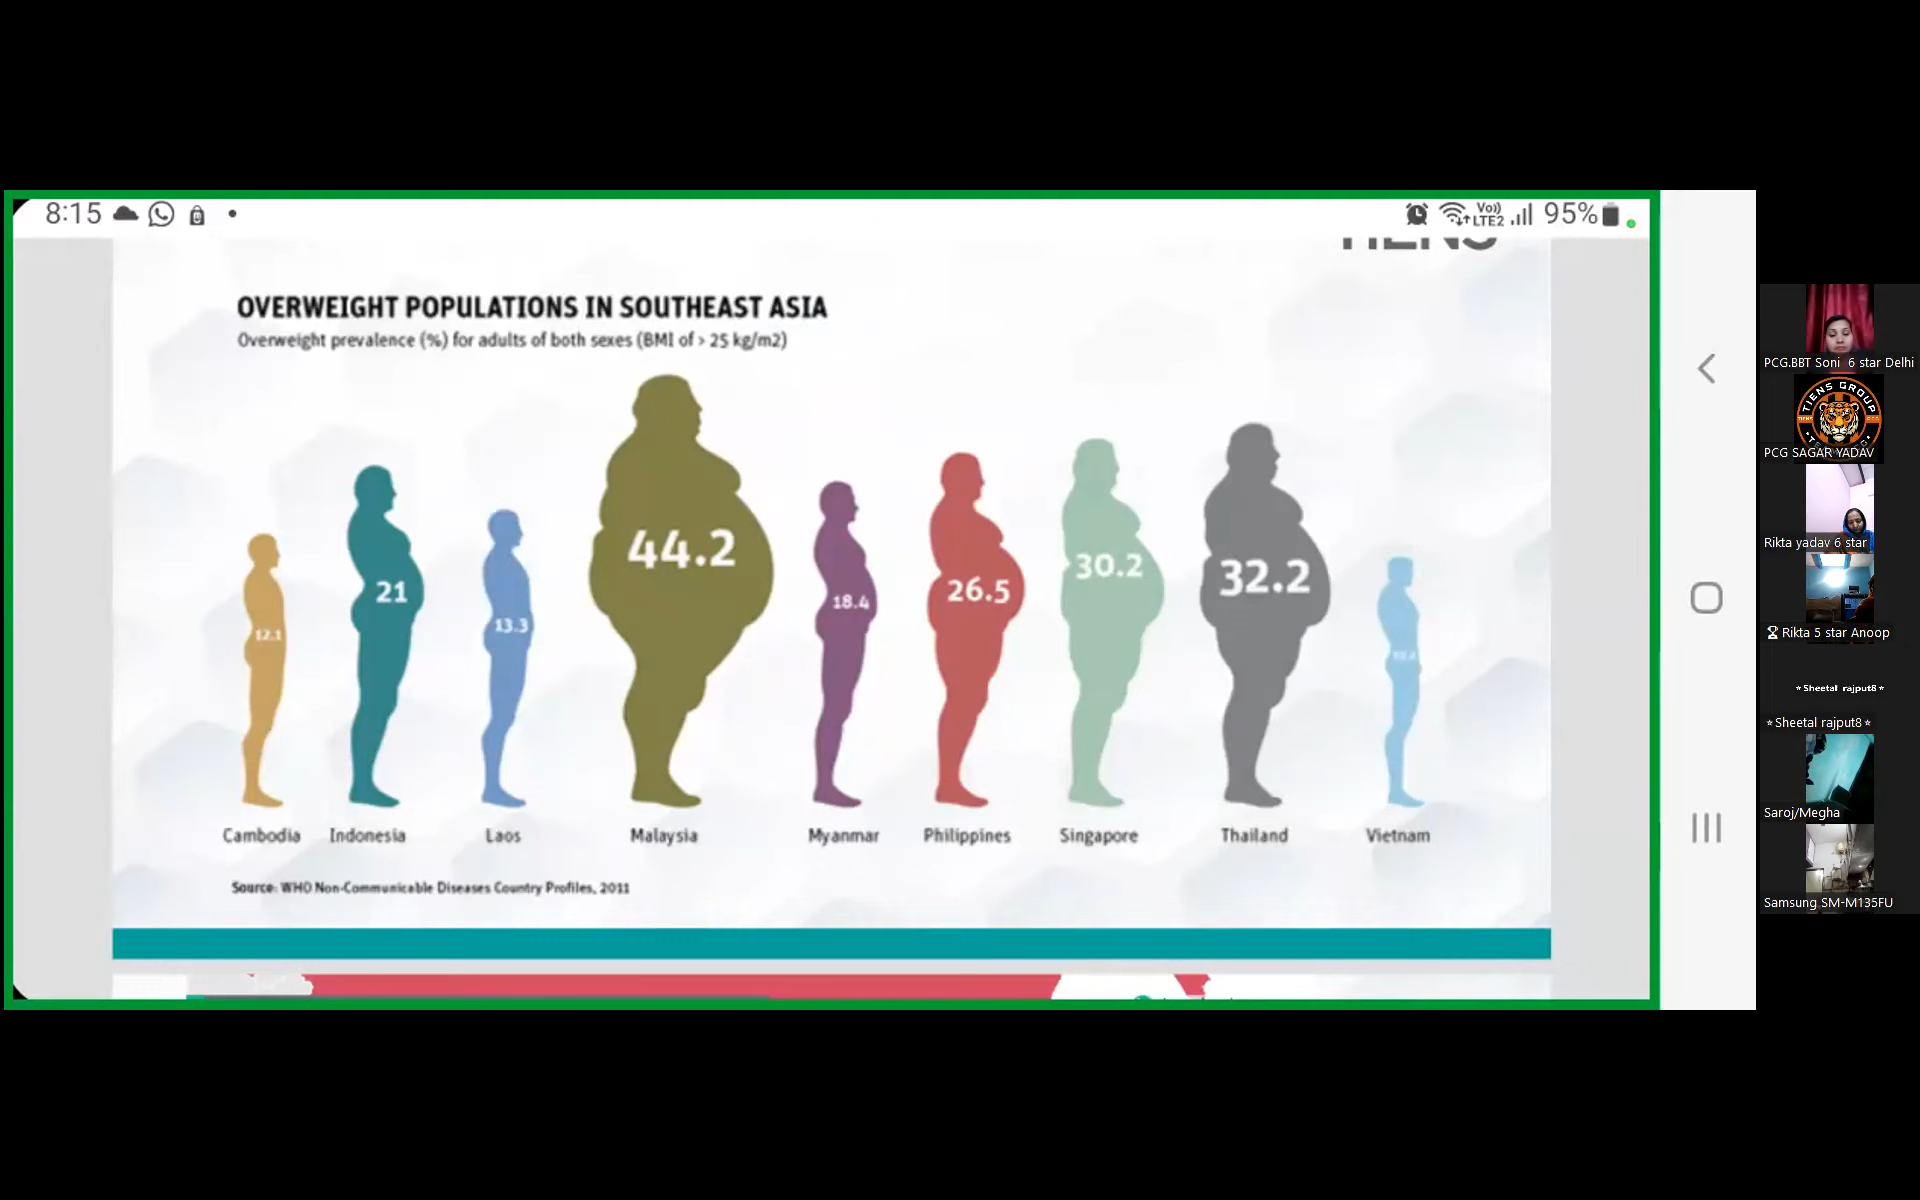 8:15
Vo))
LTE2
95%
TIENS
OVERWEIGHT POPULATIONS IN SOUTHEAST ASIA
Overweight prevalence (%) for adults of both sexes (BMI of > 25 kg/m2)
12.1
21
13.3
44.2
18.4
26.5
30.2
32.2
Cambodia
Indonesia
Laos
Malaysia
Myanmar
Philippines
Singapore
Thailand
Vietnam
Source: WHO Non-Communicable Diseases Country Profiles, 2011
PCG.BBT Soni 6 star Delhi
TIENS GROUP
PCG SAGAR YADAV
Rikta yadav 6 star
Rikta 5 star Anoop
★Sheetal rajput8★
★Sheetal rajput8★
Saroj/Megha
Samsung SM-M135FU